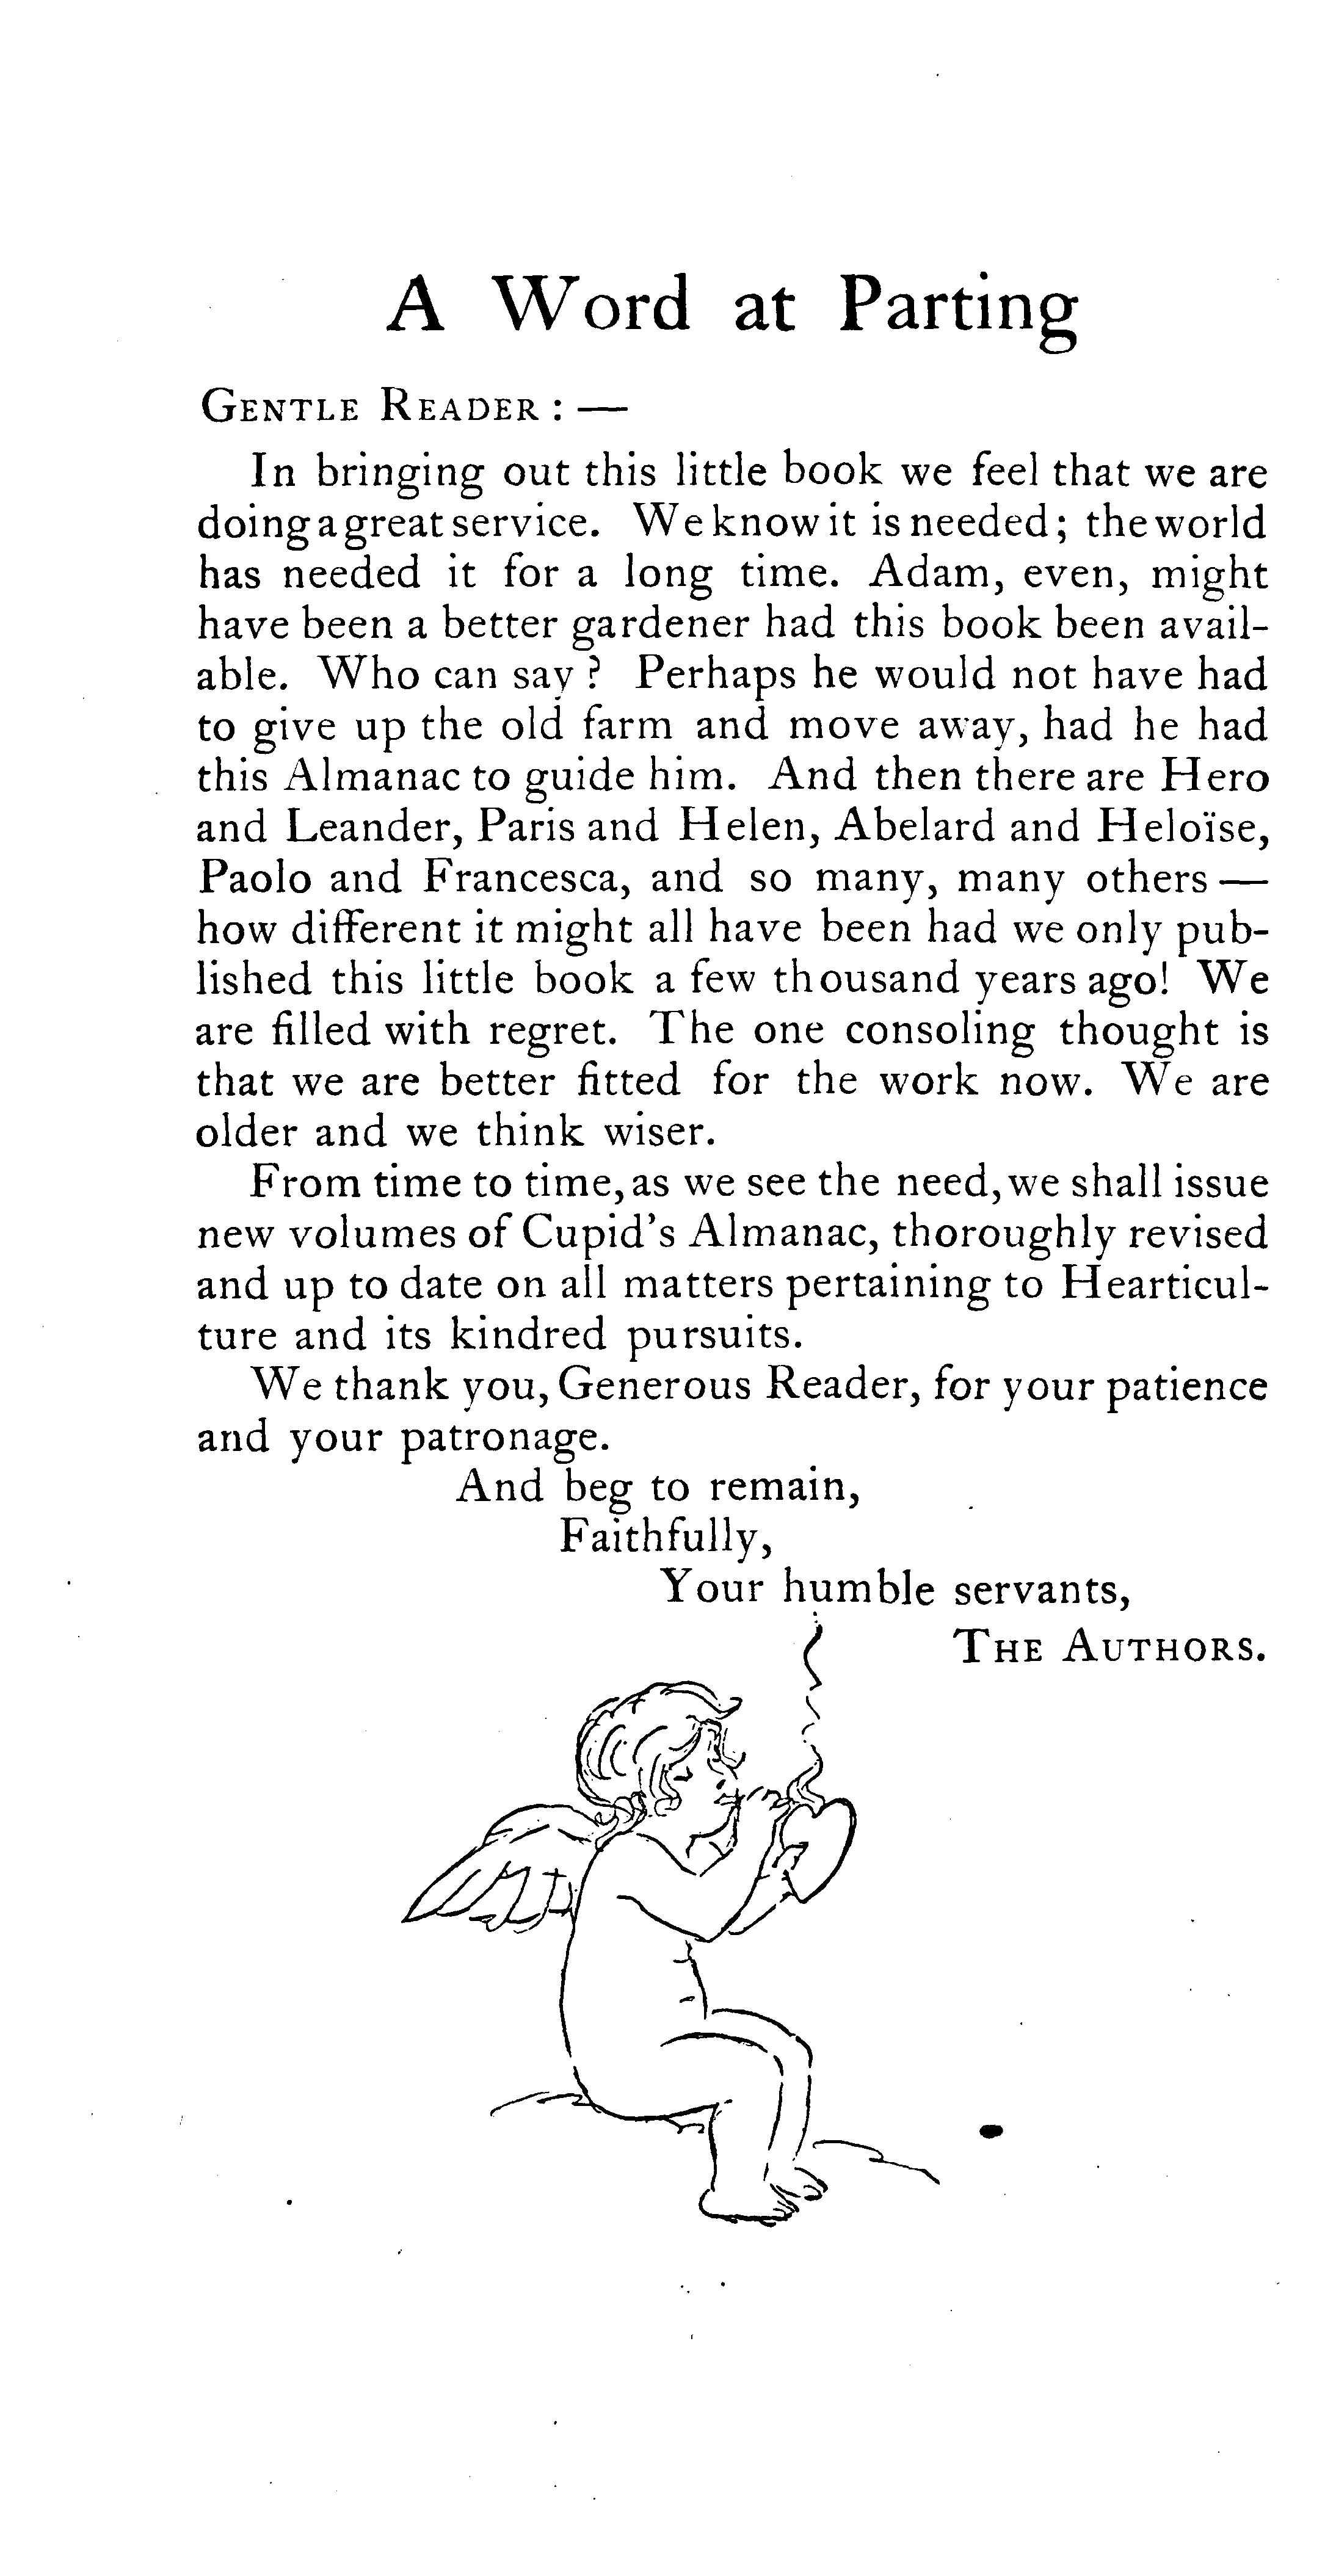 A Word at Parting
GENTLE READER: —
In bringing out this little book we feel that we are
doing a great service. We know it is needed; the world
has needed it for a long time. Adam, even, might
have been a better gardener had this book been avail-
able. Who can say? Perhaps he would not have had
to give up the old farm and move away, had he had
this Almanac to guide him. And then there are Hero
and Leander, Paris and Helen, Abelard and Heloïse,
Paolo and Francesca, and so many, many others —
how different it might all have been had we only pub-
lished this little book a few thousand years ago! We
are filled with regret. The one consoling thought is
that we are better fitted for the work now. We are
older and we think wiser.
From time to time, as we see the need, we shall issue
new volumes of Cupid's Almanac, thoroughly revised
and up to date on all matters pertaining to Hearticul-
ture and its kindred pursuits.
We thank you, Generous Reader, for your patience
and your patronage.
And beg to remain,
Faithfully,
Your humble servants,
THE AUTHORS.